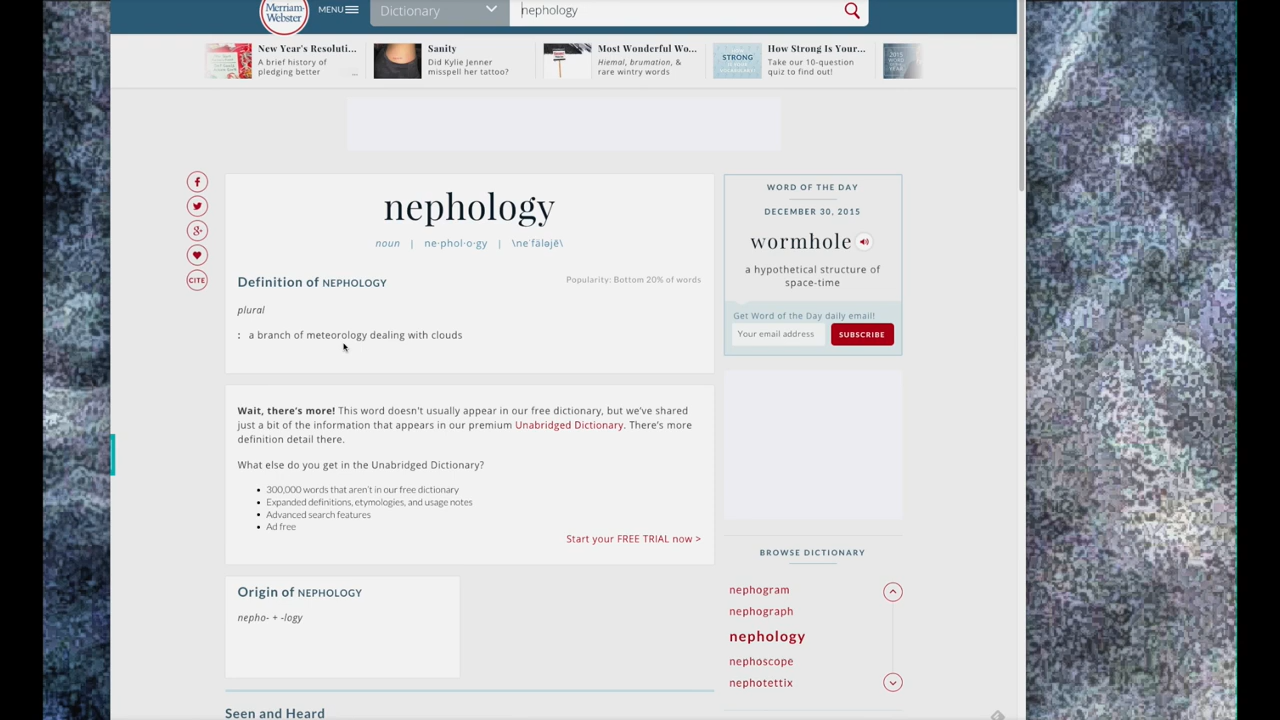 Merriam-
Webster
MENU
Dictionary
nephology
New Year's Resoluti...
A brief history of
pledging better
...
Sanity
Did Kylie Jenner
misspell her tattoo?
Most Wonderful Wo...
Hiemal, brumation, &
rare wintry words
STRONG
How Strong Is Your...
Take our 10-question
quiz to find out!
nephology
noun | ne·phol·o·gy | \ne̍fäləjē\
Definition of NEPHOLOGY
Popularity: Bottom 20% of words
plural
: a branch of meteorology dealing with clouds
CITE
Wait, there's more! This word doesn't usually appear in our free dictionary, but we've shared
just a bit of the information that appears in our premium Unabridged Dictionary. There's more
definition detail there.
What else do you get in the Unabridged Dictionary?
• 300,000 words that aren't in our free dictionary
• Expanded definitions, etymologies, and usage notes
• Advanced search features
• Ad free
Start your FREE TRIAL now >
Origin of NEPHOLOGY
nepho- + -logy
Seen and Heard
WORD OF THE DAY
DECEMBER 30, 2015
wormhole
a hypothetical structure of
space-time
Get Word of the Day daily email!
Your email address
SUBSCRIBE
BROWSE DICTIONARY
nephogram
nephograph
nephology
nephoscope
nephotettix